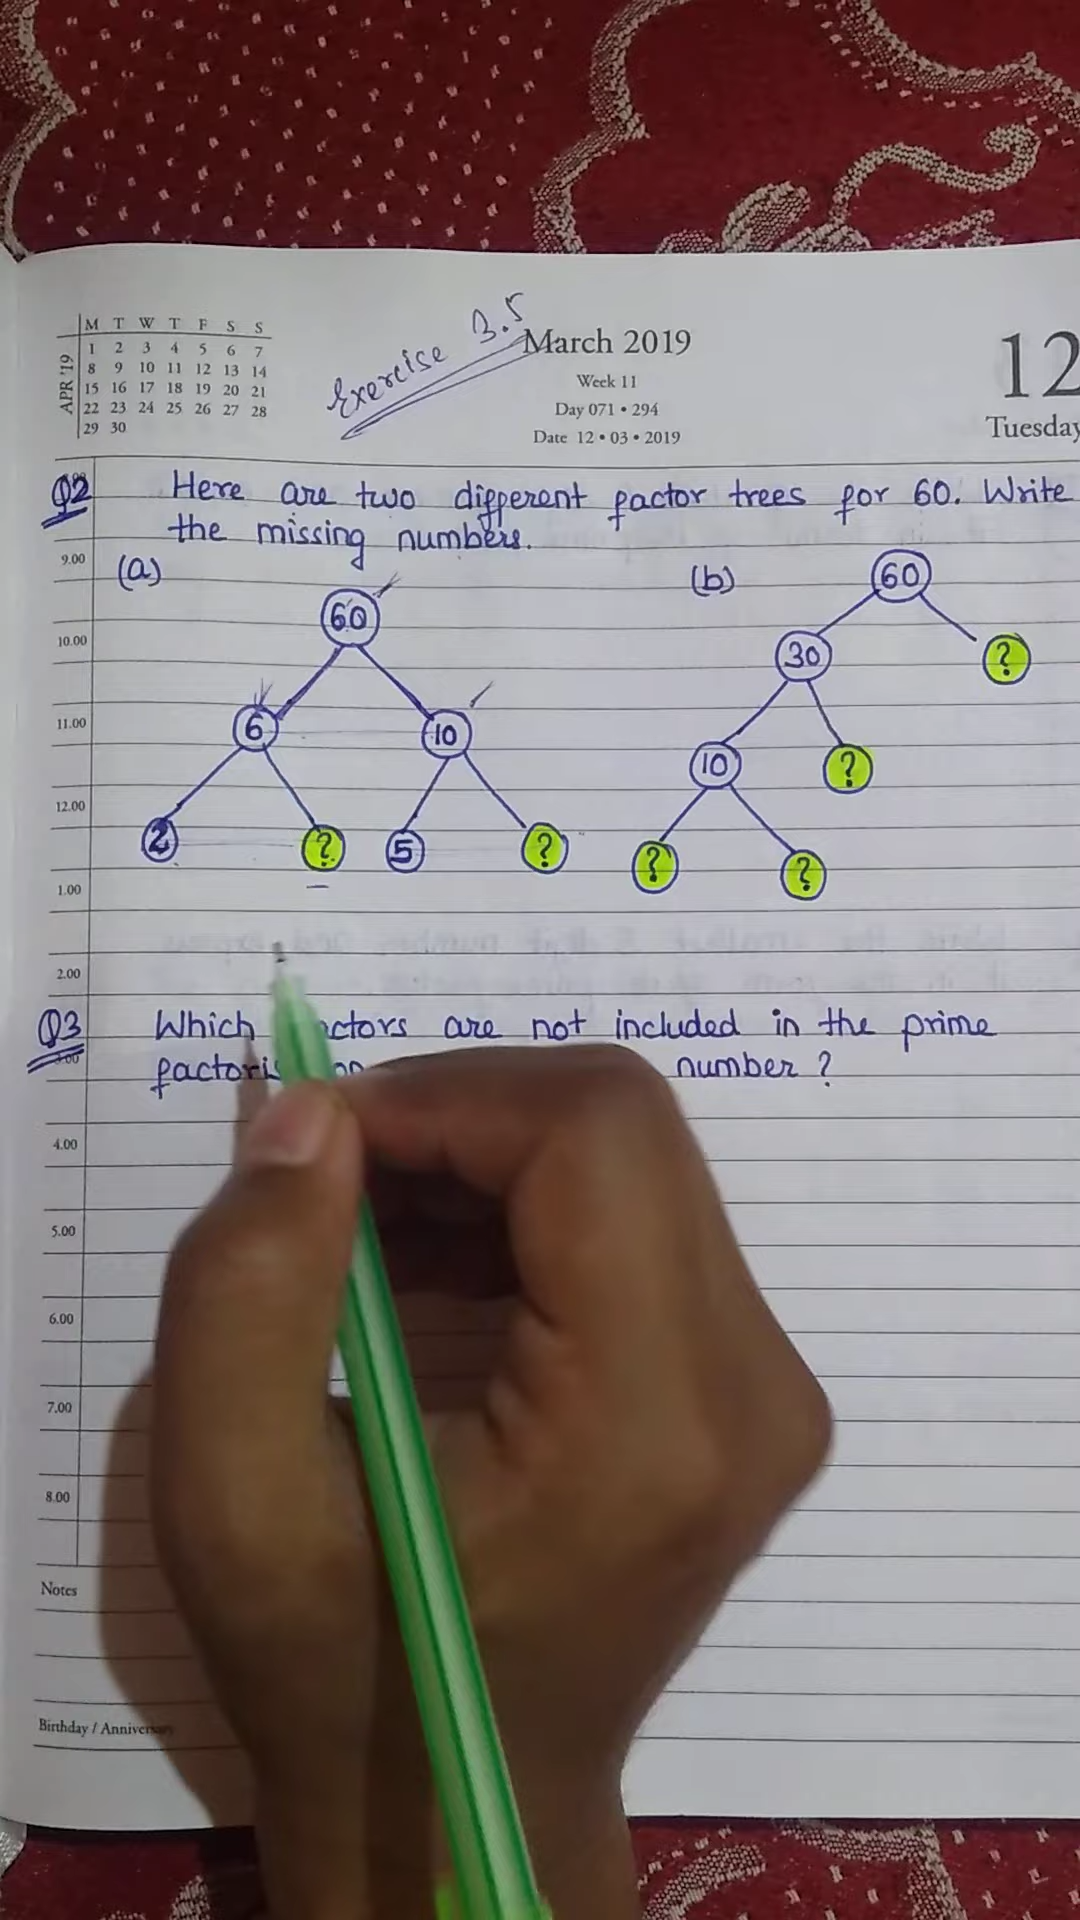 M T W T F S S
APR '19
1 2 3 4 5 6 7
8 9 10 11 12 13 14
15 16 17 18 19 20 21
22 23 24 25 26 27 28
29 30
Exercise 3.5
March 2019
Week 11
Day 071 • 294
Date 12 • 03 • 2019
12
Tuesday
Q2 Here are two different factor trees for 60. Write
the missing numbers.
9.00
(a) (b)
60 60
10.00
30 ?
11.00
6 10
10 ?
12.00
2 ? 5 ?
? ?
1.00
2.00
Q3 Which are not included in the prime
number ?
4.00
5.00
6.00
7.00
8.00
Notes
Birthday / Anniversary